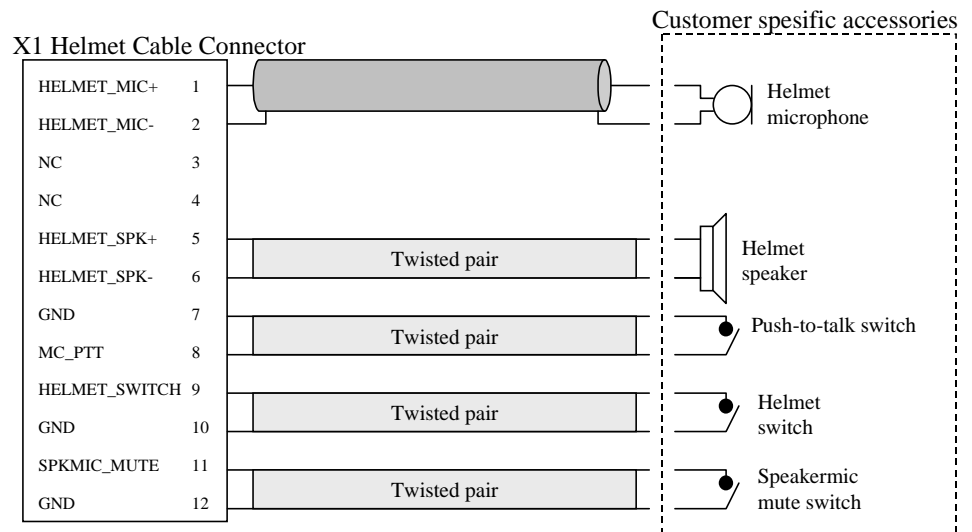 Customer spesific accessories
X1 Helmet Cable Connector
HELMET_MIC+ 1
HELMET_MIC- 2
NC 3
NC 4
HELMET_SPK+ 5
HELMET_SPK- 6
GND 7
MC_PTT 8
HELMET_SWITCH 9
GND 10
SPKMIC_MUTE 11
GND 12
Twisted pair
Twisted pair
Twisted pair
Twisted pair
Helmet
microphone
Helmet
speaker
Push-to-talk switch
Helmet
switch
Speakermic
mute switch